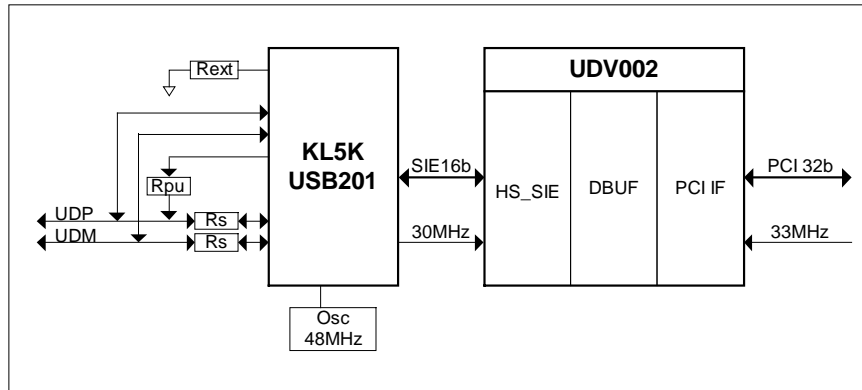 Rext
UDV002
KL5K
USB201
SIE16b
HS_SIE
DBUF
PCI IF
PCI 32b
Rpu
UDP
Rs
UDM
Rs
30MHz
33MHz
Osc
48MHz